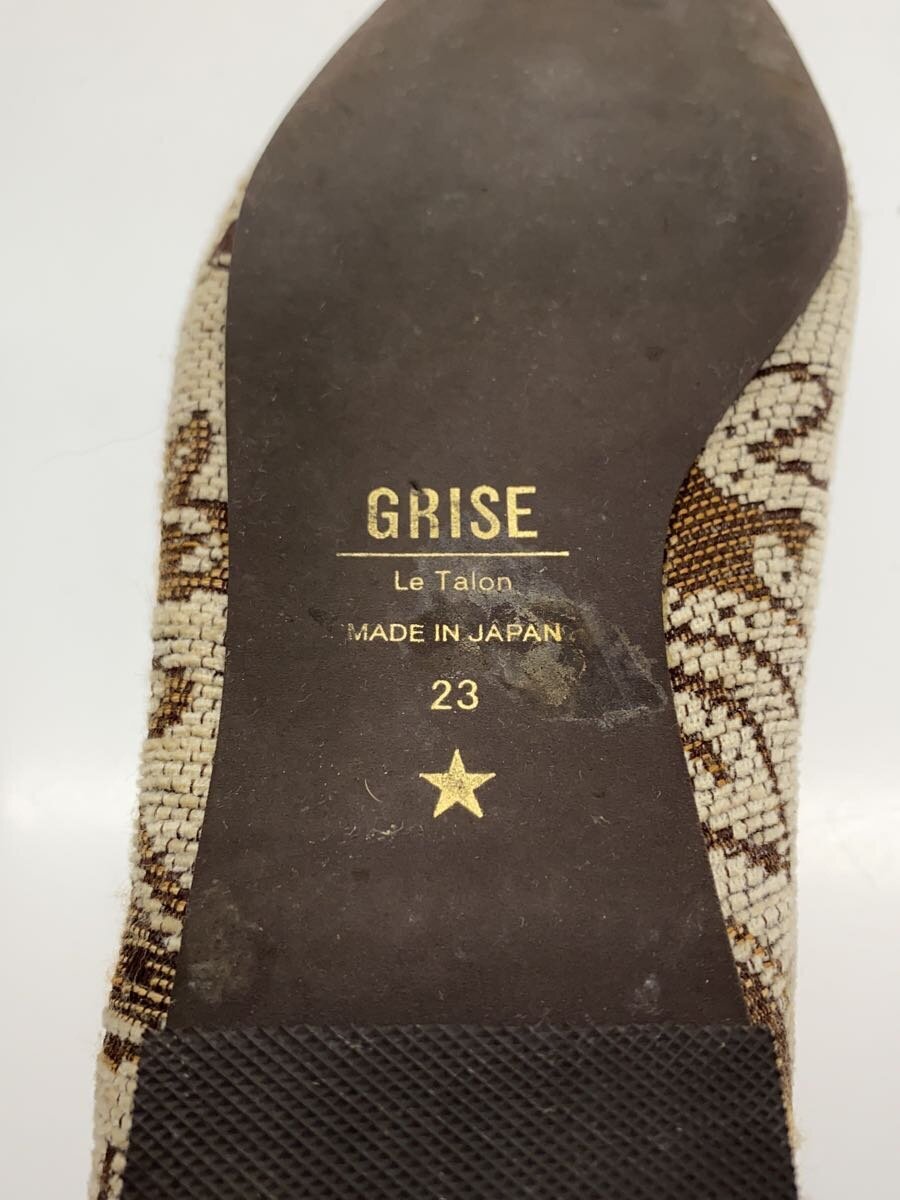 GRISE
Le Talon
MADE IN JAPAN
23